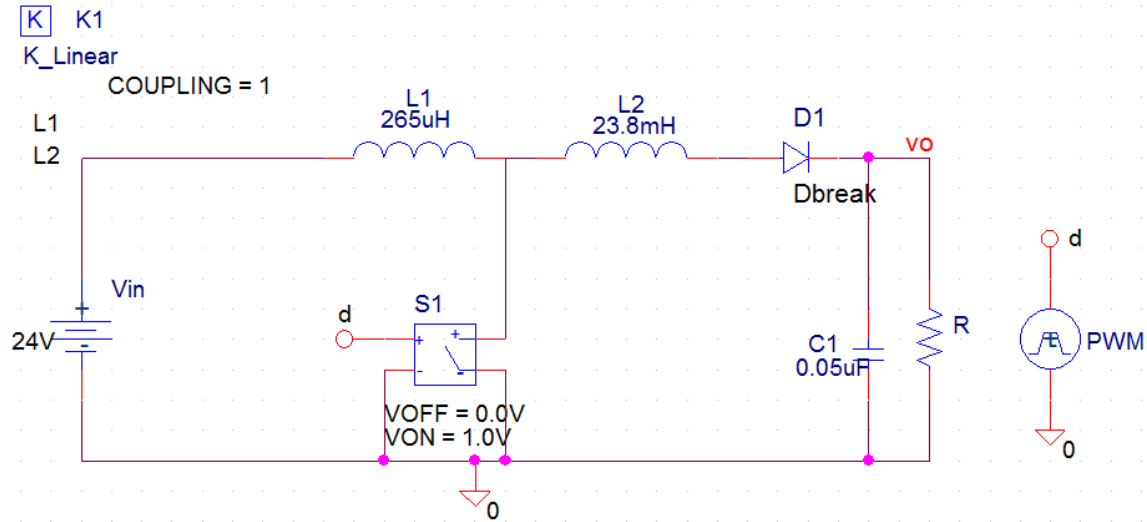 K K1
K_Linear
COUPLING = 1
L1
L2
L1
265uH
L2
23.8mH
D1
Dbreak
vo
d
Vin
24V
+
-
S1
d
+
+
-
-
VOFF = 0.0V
VON = 1.0V
C1
0.05uF
R
PWM
0
0